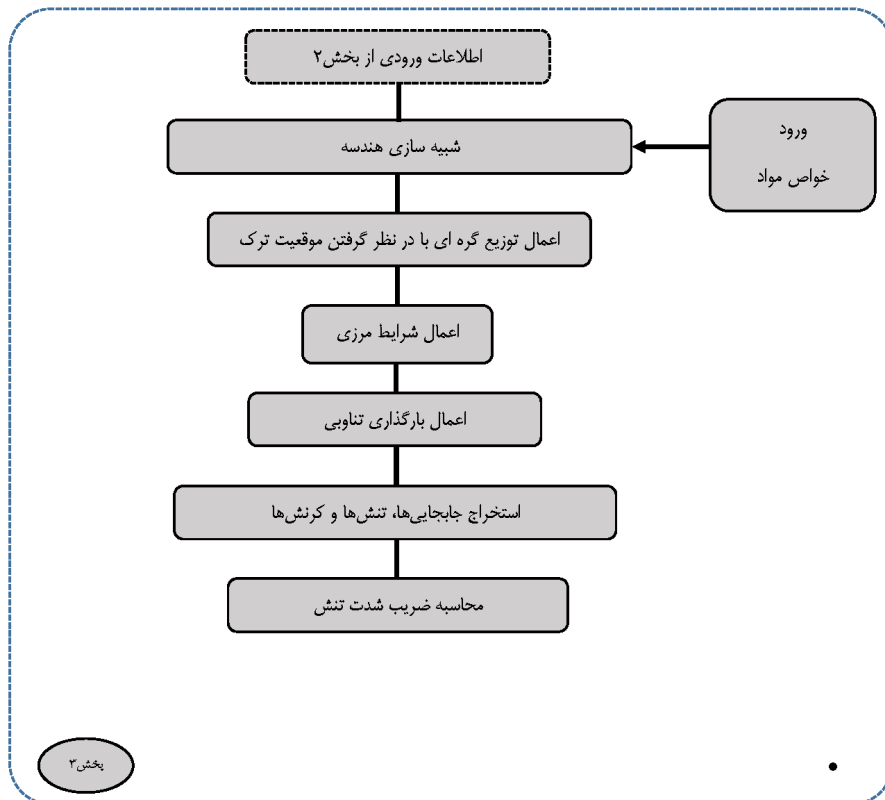 اطلاعات ورودی از بخش۲
شبیه سازی هندسه
ورود
خواص مواد
اعمال توزیع گره ای با در نظر گرفتن موقعیت ترک
اعمال شرایط مرزی
اعمال بارگذاری تناوبی
استخراج جابجایی‌ها، تنش‌ها و کرنش‌ها
محاسبه ضریب شدت تنش
بخش۳